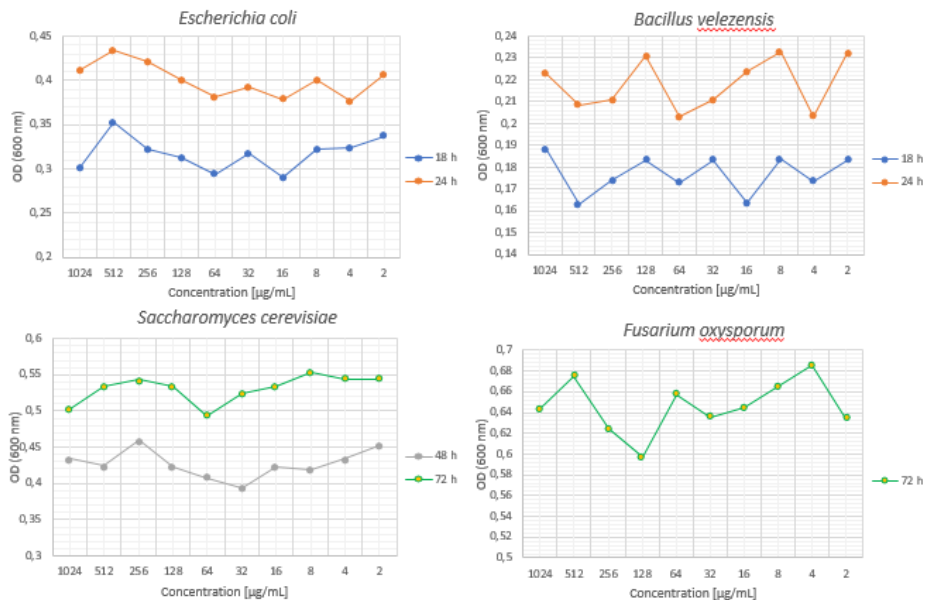 Escherichia coli
0,45
0,4
0,35
0,3
0,25
0,2
OD (600 nm)
1024 512 256 128 64 32 16 8 4 2
Concentration [µg/mL]
18 h
24 h
Bacillus velezensis
0,24
0,23
0,22
0,21
0,2
0,19
0,18
0,17
0,16
0,15
0,14
OD (600 nm)
1024 512 256 128 64 32 16 8 4 2
Concentration [µg/mL]
18 h
24 h
Saccharomyces cerevisiae
0,6
0,55
0,5
0,45
0,4
0,35
0,3
OD (600 nm)
1024 512 256 128 64 32 16 8 4 2
Concentration [µg/mL]
48 h
72 h
Fusarium oxysporum
0,7
0,68
0,66
0,64
0,62
0,6
0,58
0,56
0,54
0,52
0,5
OD (600 nm)
1024 512 256 128 64 32 16 8 4 2
Concentration [µg/mL]
72 h